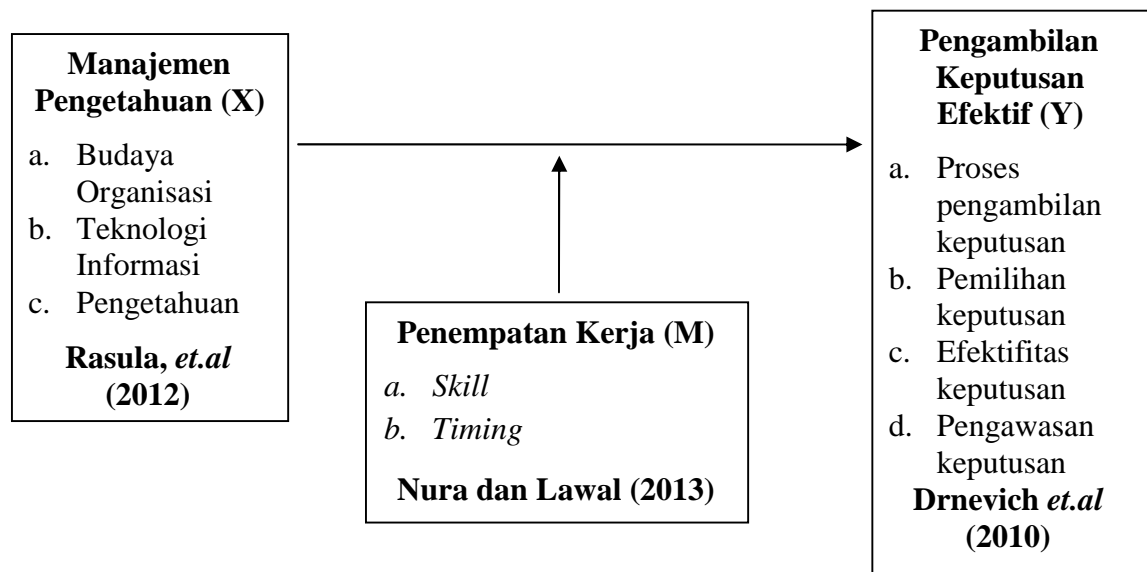 Manajemen
Pengetahuan (X)
a. Budaya
Organisasi
b. Teknologi
Informasi
c. Pengetahuan
Rasula, et.al
(2012)
Penempatan Kerja (M)
a. Skill
b. Timing
Nura dan Lawal (2013)
Pengambilan
Keputusan
Efektif (Y)
a. Proses
pengambilan
keputusan
b. Pemilihan
keputusan
c. Efektifitas
keputusan
d. Pengawasan
keputusan
Drnevich et.al
(2010)